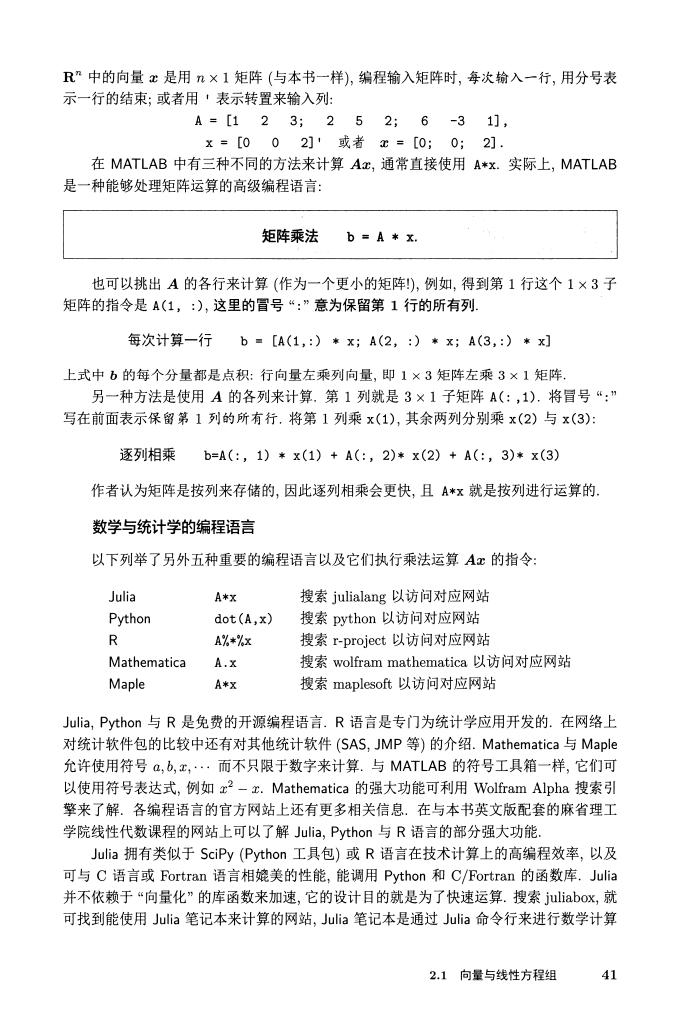 Rⁿ 中的向量 x 是用 n × 1 矩阵 (与本书一样), 编程输入矩阵时, 每次输入一行, 用分号表
示一行的结束; 或者用 ' 表示转置来输入列:
A = [1 2 3; 2 5 2; 6 -3 1],
x = [0 0 2]' 或者 x = [0; 0; 2].
在 MATLAB 中有三种不同的方法来计算 Ax, 通常直接使用 A*x. 实际上, MATLAB
是一种能够处理矩阵运算的高级编程语言:
矩阵乘法 b = A * x.
也可以挑出 A 的各行来计算 (作为一个更小的矩阵!), 例如, 得到第 1 行这个 1 × 3 子
矩阵的指令是 A(1, :), 这里的冒号 “:” 意为保留第 1 行的所有列.
每次计算一行 b = [A(1,:) * x; A(2, :) * x; A(3,:) * x]
上式中 b 的每个分量都是点积: 行向量左乘列向量, 即 1 × 3 矩阵左乘 3 × 1 矩阵.
另一种方法是使用 A 的各列来计算. 第 1 列就是 3 × 1 子矩阵 A(:,1). 将冒号 “:”
写在前面表示保留第 1 列的所有行. 将第 1 列乘 x(1), 其余两列分别乘 x(2) 与 x(3):
逐列相乘 b=A(:, 1) * x(1) + A(:, 2)* x(2) + A(:, 3)* x(3)
作者认为矩阵是按列来存储的, 因此逐列相乘会更快, 且 A*x 就是按列进行运算的.
数学与统计学的编程语言
以下列举了另外五种重要的编程语言以及它们执行乘法运算 Ax 的指令:
Julia A*x 搜索 julialang 以访问对应网站
Python dot(A,x) 搜索 python 以访问对应网站
R A%*%x 搜索 r-project 以访问对应网站
Mathematica A.x 搜索 wolfram mathematica 以访问对应网站
Maple A*x 搜索 maplesoft 以访问对应网站
Julia, Python 与 R 是免费的开源编程语言. R 语言是专门为统计学应用开发的. 在网络上
对统计软件包的比较中还有对其他统计软件 (SAS, JMP 等) 的介绍. Mathematica 与 Maple
允许使用符号 a, b, x, ··· 而不只限于数字来计算. 与 MATLAB 的符号工具箱一样, 它们可
以使用符号表达式, 例如 x² − x. Mathematica 的强大功能可利用 Wolfram Alpha 搜索引
擎来了解. 各编程语言的官方网站上还有更多相关信息. 在与本书英文版配套的麻省理工
学院线性代数课程的网站上可以了解 Julia, Python 与 R 语言的部分强大功能.
Julia 拥有类似于 SciPy (Python 工具包) 或 R 语言在技术计算上的高编程效率, 以及
可与 C 语言或 Fortran 语言相媲美的性能, 能调用 Python 和 C/Fortran 的函数库. Julia
并不依赖于 “向量化” 的库函数来加速, 它的设计目的就是为了快速运算. 搜索 juliabox, 就
可找到能使用 Julia 笔记本来计算的网站, Julia 笔记本是通过 Julia 命令行来进行数学计算
2.1 向量与线性方程组 41